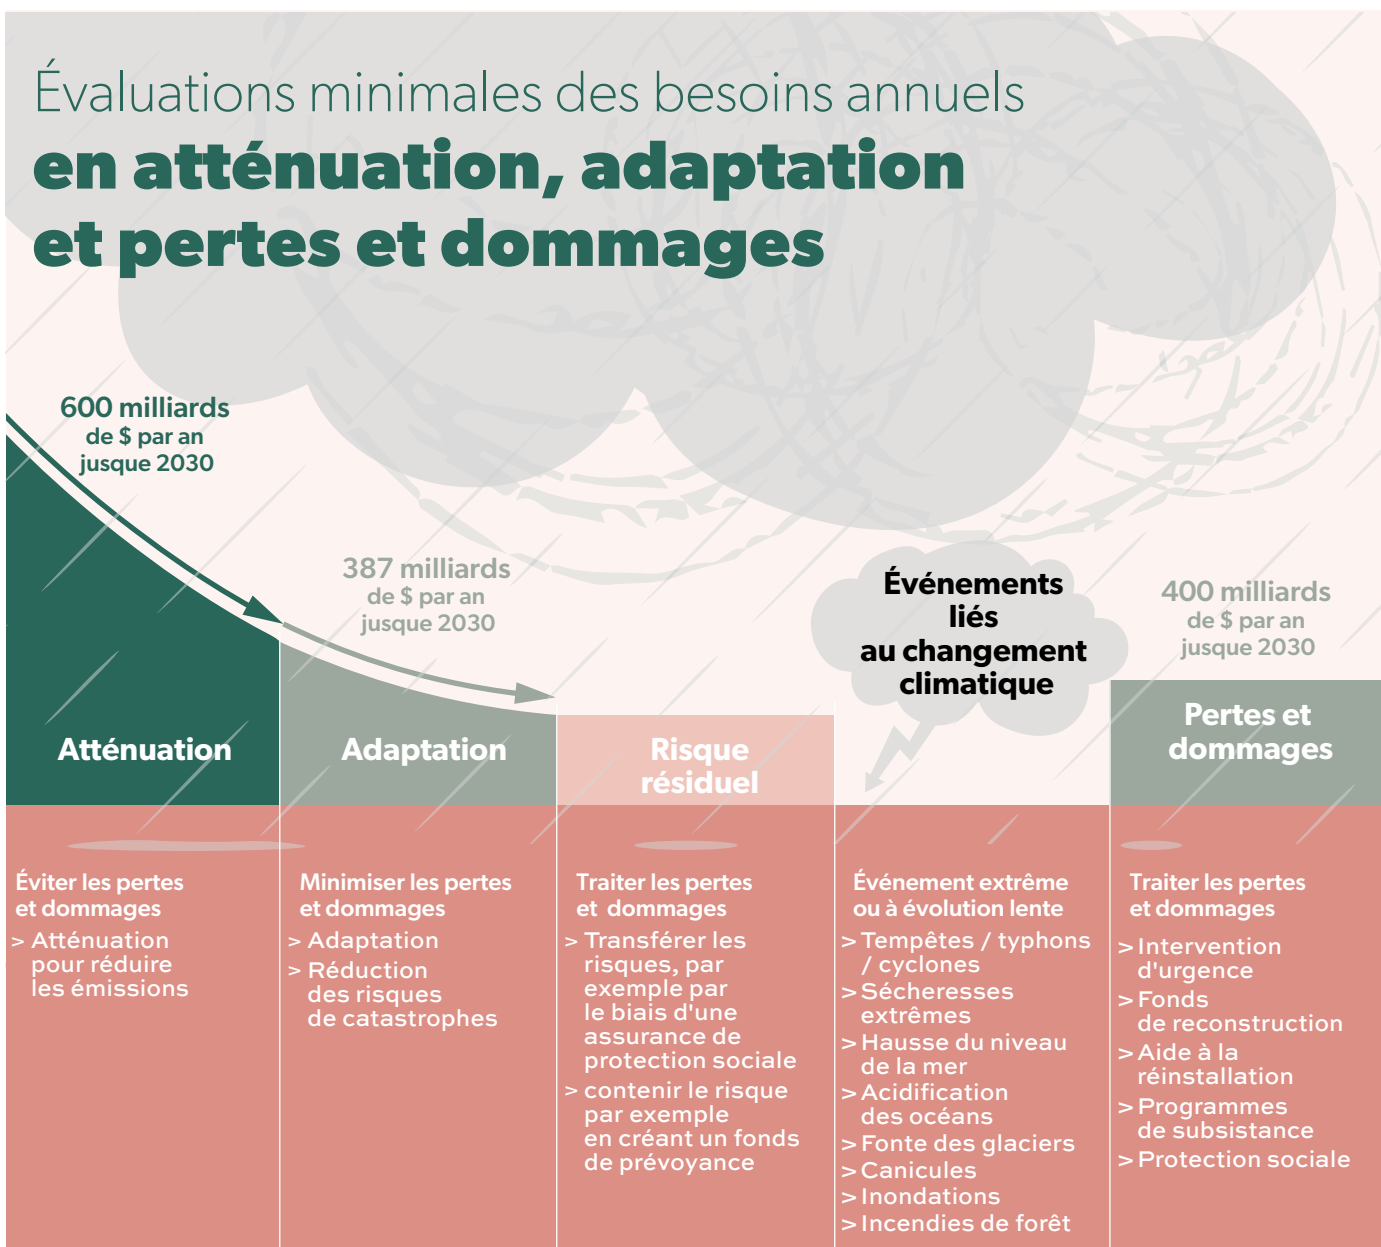 Évaluations minimales des besoins annuels
en atténuation, adaptation
et pertes et dommages
600 milliards
de $ par an
jusque 2030
387 milliards
de $ par an
jusque 2030
Événements
liés
au changement
climatique
400 milliards
de $ par an
jusque 2030
Atténuation
Adaptation
Risque
résiduel
Pertes et
dommages
Éviter les pertes
et dommages
> Atténuation
pour réduire
les émissions
Minimiser les pertes
et dommages
> Adaptation
> Réduction
des risques
de catastrophes
Traiter les pertes
et dommages
> Transférer les
risques, par
exemple par
le biais d'une
assurance de
protection sociale
> contenir le risque
par exemple
en créant un fonds
de prévoyance
Événement extrême
ou à évolution lente
> Tempêtes / typhons
/ cyclones
> Sécheresses
extrêmes
> Hausse du niveau
de la mer
> Acidification
des océans
> Fonte des glaciers
> Canicules
> Inondations
> Incendies de forêt
Traiter les pertes
et dommages
> Intervention
d'urgence
> Fonds
de reconstruction
> Aide à la
réinstallation
> Programmes
de subsistance
> Protection sociale